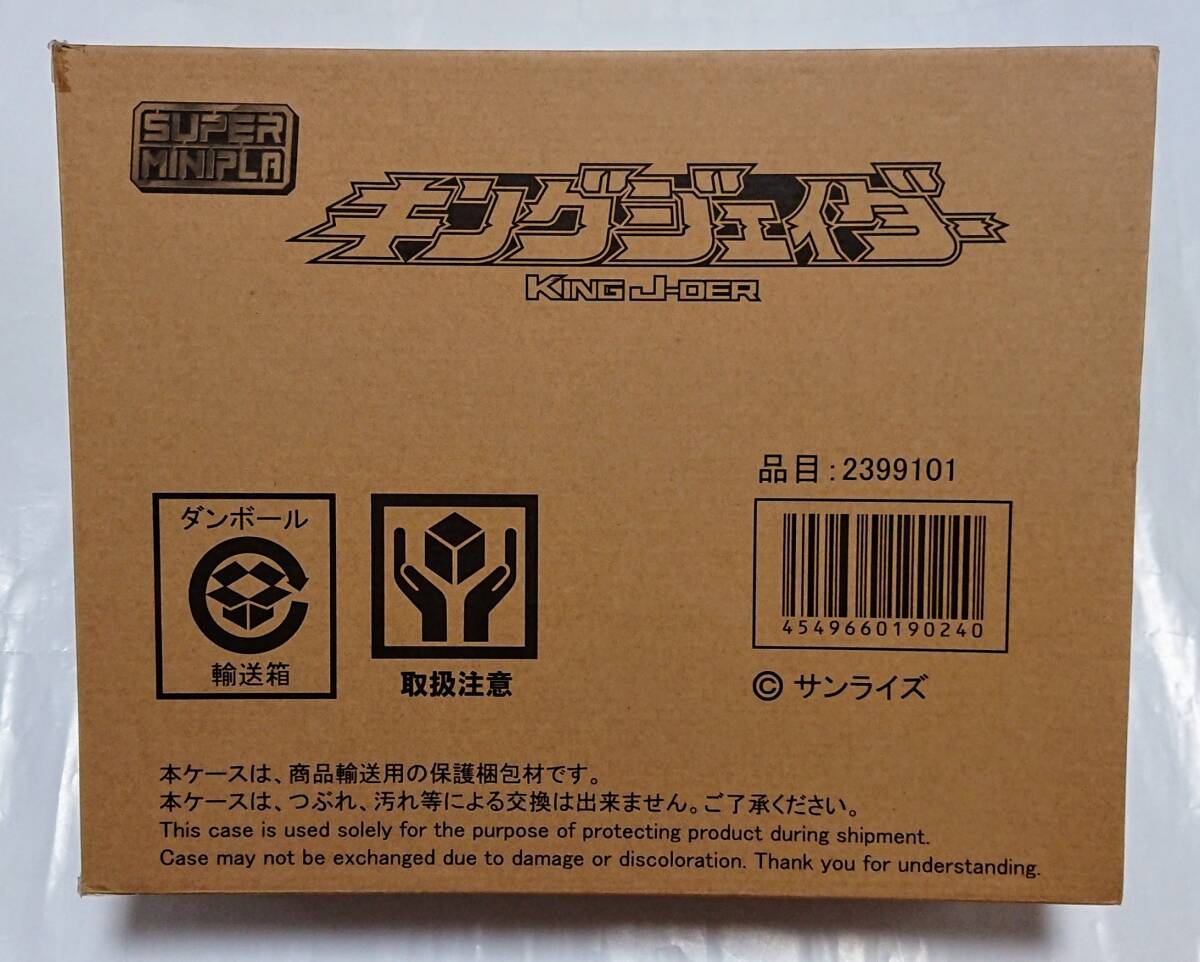 SUPER
MINIPLA
キングジェイダー
KING J-DER
品目:2399101
ダンボール
輸送箱
取扱注意
4549660190240
© サンライズ
本ケースは、商品輸送用の保護梱包材です。
本ケースは、つぶれ、汚れ等による交換は出来ません。ご了承ください。
This case is used solely for the purpose of protecting product during shipment.
Case may not be exchanged due to damage or discoloration. Thank you for understanding.